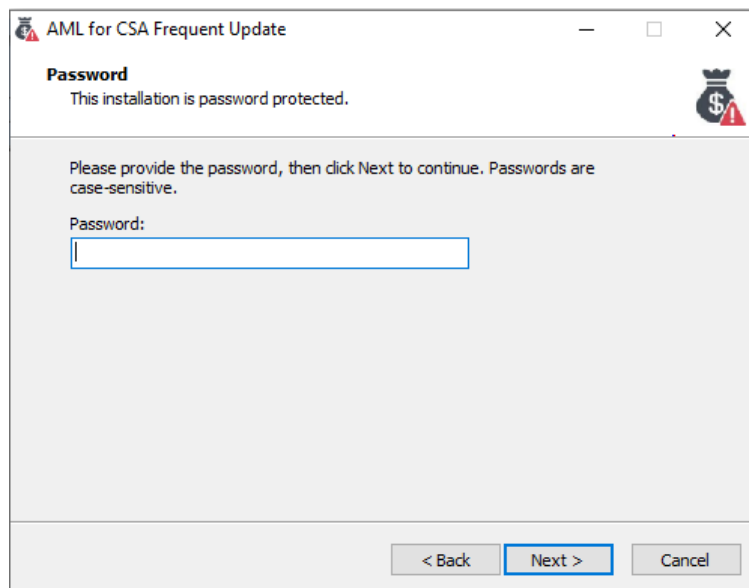 AML for CSA Frequent Update
Password
This installation is password protected.
Please provide the password, then click Next to continue. Passwords are
case-sensitive.
Password:
< Back
Next >
Cancel